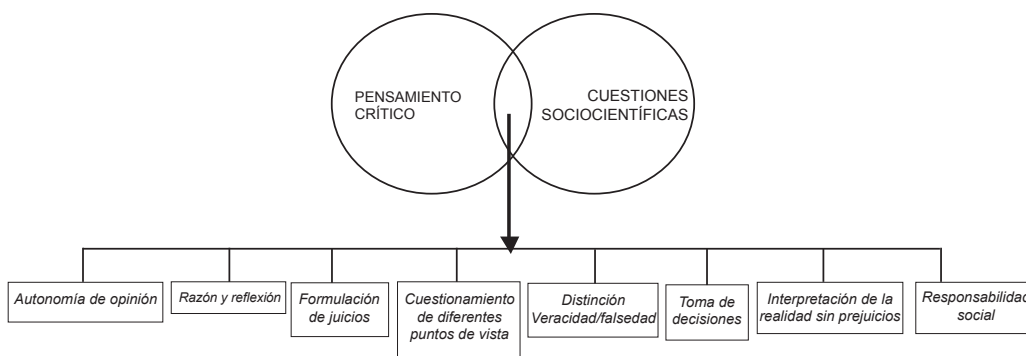 PENSAMIENTO
CRÍTICO
CUESTIONES
SOCIOCIENTÍFICAS
Autonomía de opinión
Razón y reflexión
Formulación
de juicios
Cuestionamiento
de diferentes
puntos de vista
Distinción
Veracidad/falsedad
Toma de
decisiones
Interpretación de la
realidad sin prejuicios
Responsabilidad
social